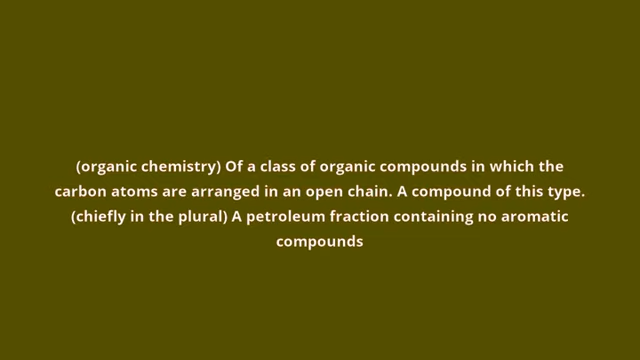 (organic chemistry) Of a class of organic compounds in which the
carbon atoms are arranged in an open chain. A compound of this type.
(chiefly in the plural) A petroleum fraction containing no aromatic
compounds